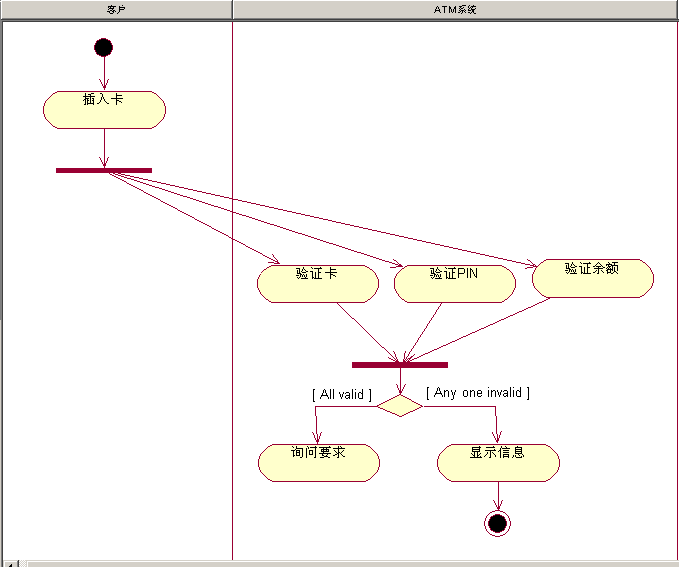 客户
ATM系统
插入卡
验证卡
验证PIN
验证余额
[ All valid ]
[ Any one invalid ]
询问要求
显示信息